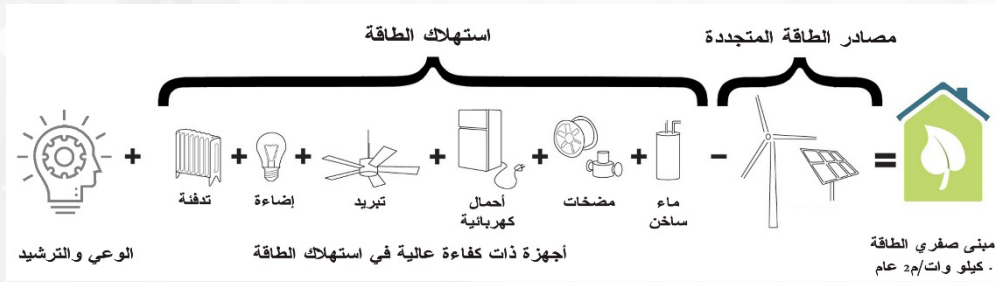 مصادر الطاقة المتجددة
استهلاك الطاقة
+ + + + + + - =
تدفئة
إضاءة
تبريد
أحمال
كهربائية
مضخات
ماء
ساخن
الوعي والترشيد
أجهزة ذات كفاءة عالية في استهلاك الطاقة
مبنى صفري الطاقة
٠ كيلو وات/م2 عام